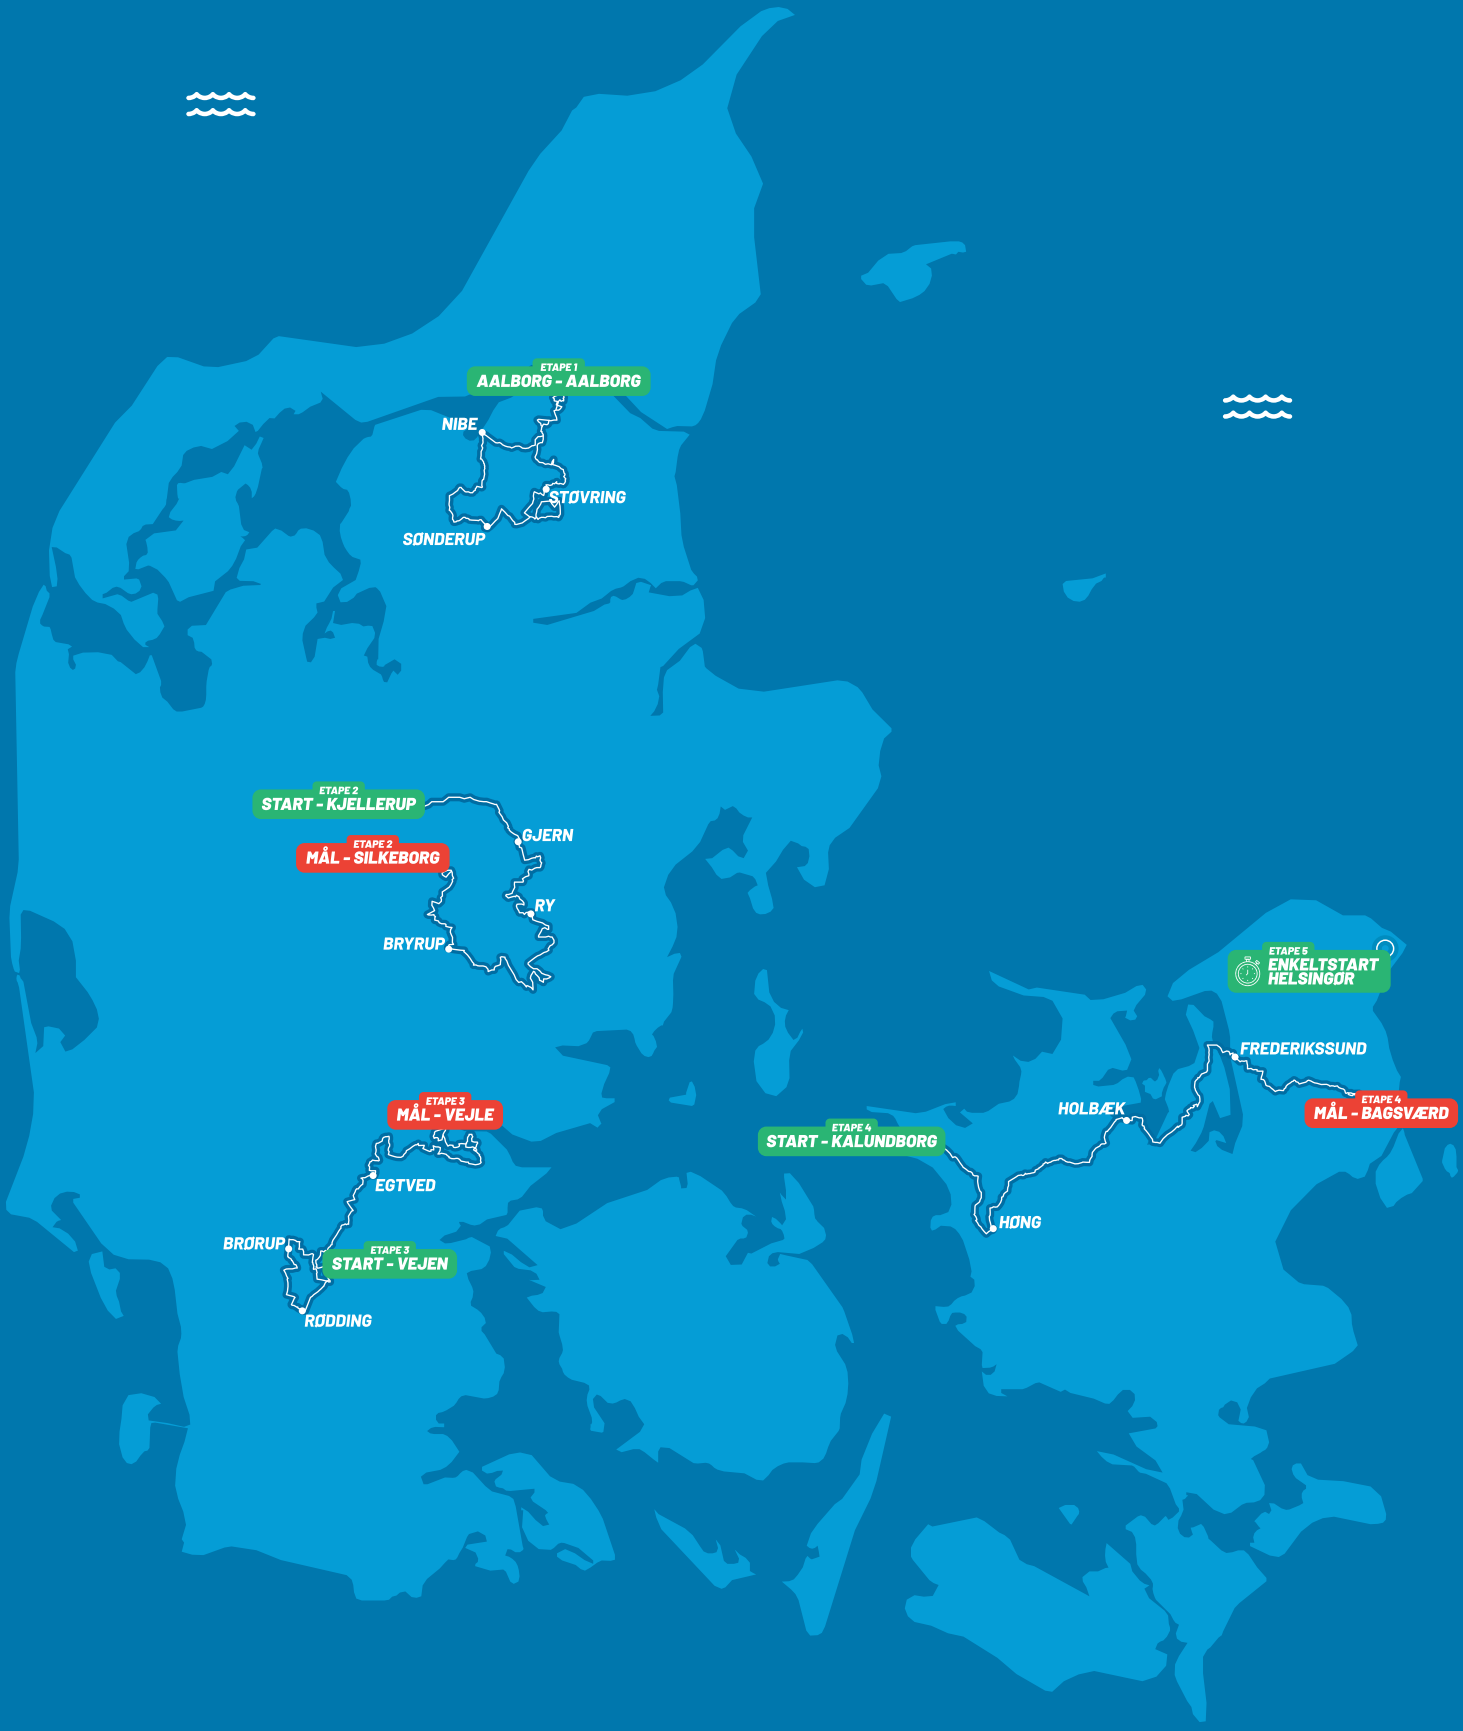 ETAPE 1
AALBORG - AALBORG
NIBE
STØVRING
SØNDERUP
ETAPE 2
START - KJELLERUP
GJERN
ETAPE 2
MÅL - SILKEBORG
RY
BRYRUP
ETAPE 5
ENKELTSTART
HELSINGØR
FREDERIKSSUND
ETAPE 3
MÅL - VEJLE
ETAPE 4
MÅL - BAGSVÆRD
HOLBÆK
ETAPE 4
START - KALUNDBORG
EGTVED
HØNG
BRØRUP
ETAPE 3
START - VEJEN
RØDDING